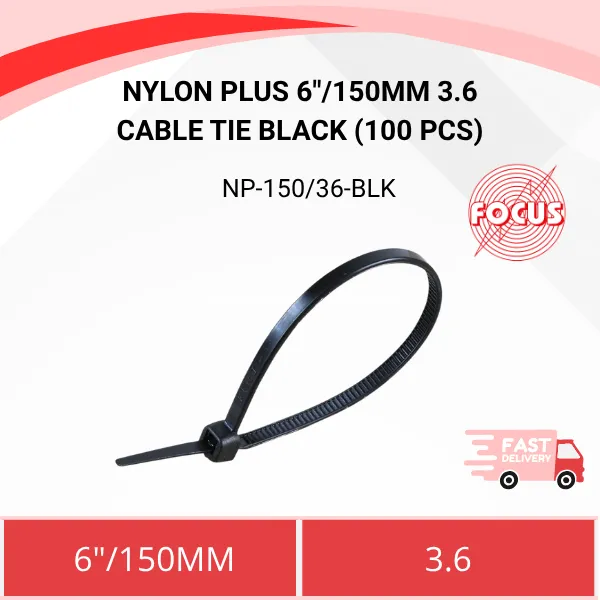 NYLON PLUS 6"/150MM 3.6
CABLE TIE BLACK (100 PCS)
NP-150/36-BLK
FOCUS
FAST
DELIVERY
6"/150MM
3.6